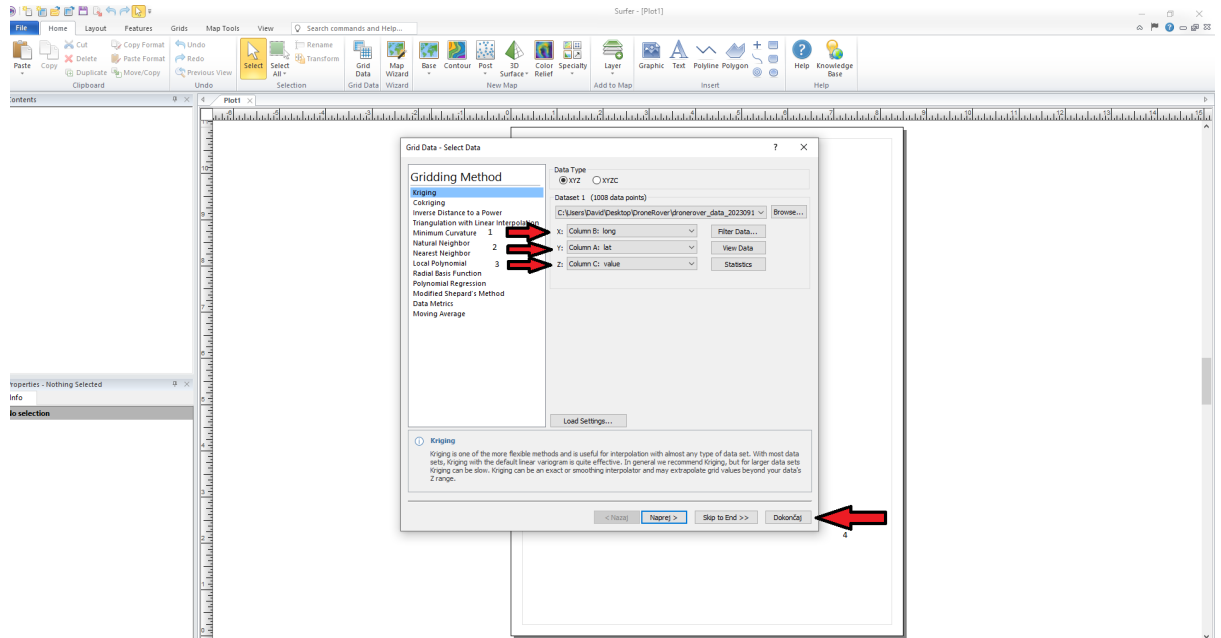 Surfer - [Plot1]
File Home Layout Features Grids Map Tools View Search commands and Help...
Paste Copy Cut Copy Format Undo Select Select All Rename Grid Data Map Wizard Base Contour Post 3D Surface Color Relief Specialty Layer Graphic Text Polyline Polygon Help Knowledge Base
Delete Paste Format Redo Transform
Duplicate Move/Copy Previous View
Clipboard Undo Selection Grid Data Wizard New Map Add to Map Insert Help
Contents Plot1
Grid Data - Select Data ? X
Gridding Method
Kriging
Cokriging
Inverse Distance to a Power
Triangulation with Linear Interpolation
Minimum Curvature 1
Natural Neighbor 2
Nearest Neighbor
Local Polynomial 3
Radial Basis Function
Polynomial Regression
Modified Shepard's Method
Data Metrics
Moving Average
Data Type
XYZ XYZC
Dataset 1 (1008 data points)
C:\Users\David\Desktop\DroneRover\dronerover_data_2023091 Browse...
X: Column B: long Filter Data...
Y: Column A: lat View Data
Z: Column C: value Statistics
Load Settings...
Kriging
Kriging is one of the more flexible methods and is useful for interpolation with almost any type of data set. With most data
sets, Kriging with the default linear variogram is quite effective. In general we recommend Kriging, but for larger data sets
Kriging can be slow. Kriging can be an exact or smoothing interpolator and may extrapolate grid values beyond your data's
Z range.
< Nazaj Naprej > Skip to End >> Dokončaj
4
Properties - Nothing Selected
Info
No selection